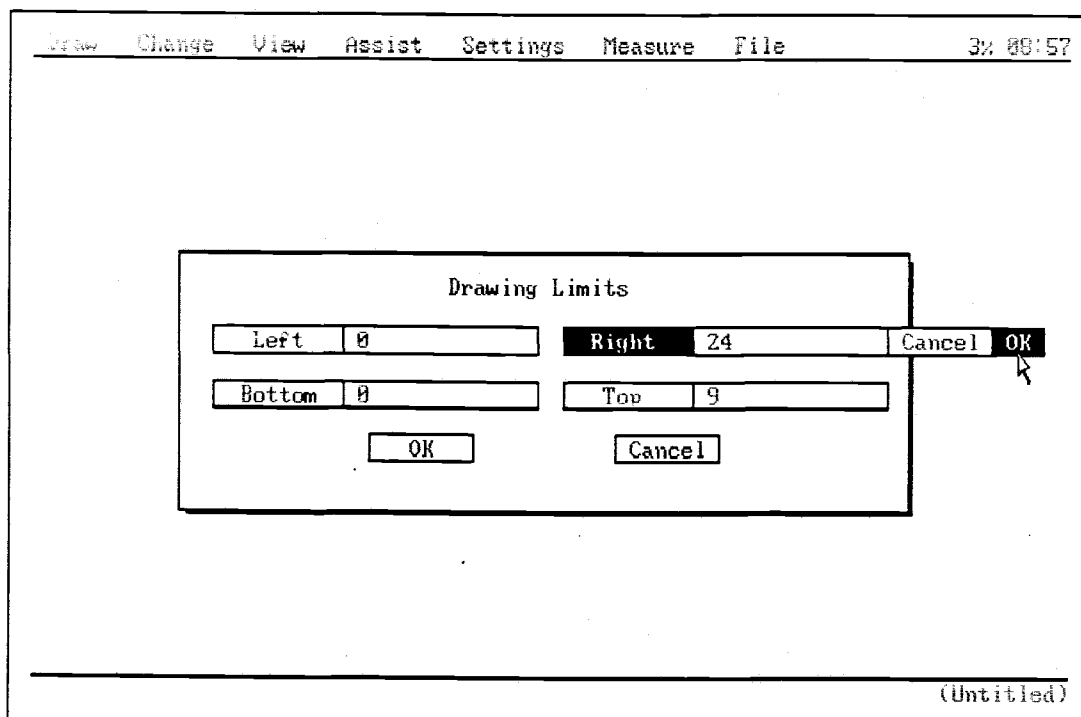 Draw Change View Assist Settings Measure File 3% 08:57
Drawing Limits
Left 0 Right 24 Cancel OK
Bottom 0 Top 9
OK Cancel
(Untitled)